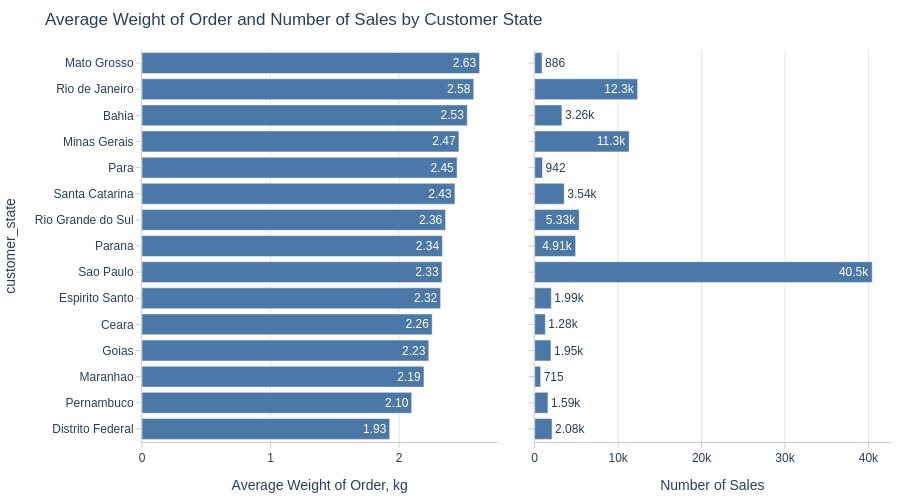 Average Weight of Order and Number of Sales by Customer State
customer_state
Mato Grosso 2.63 886
Rio de Janeiro 2.58 12.3k
Bahia 2.53 3.26k
Minas Gerais 2.47 11.3k
Para 2.45 942
Santa Catarina 2.43 3.54k
Rio Grande do Sul 2.36 5.33k
Parana 2.34 4.91k
Sao Paulo 2.33 40.5k
Espirito Santo 2.32 1.99k
Ceara 2.26 1.28k
Goias 2.23 1.95k
Maranhao 2.19 715
Pernambuco 2.10 1.59k
Distrito Federal 1.93 2.08k
0 1 2 0 10k 20k 30k 40k
Average Weight of Order, kg Number of Sales